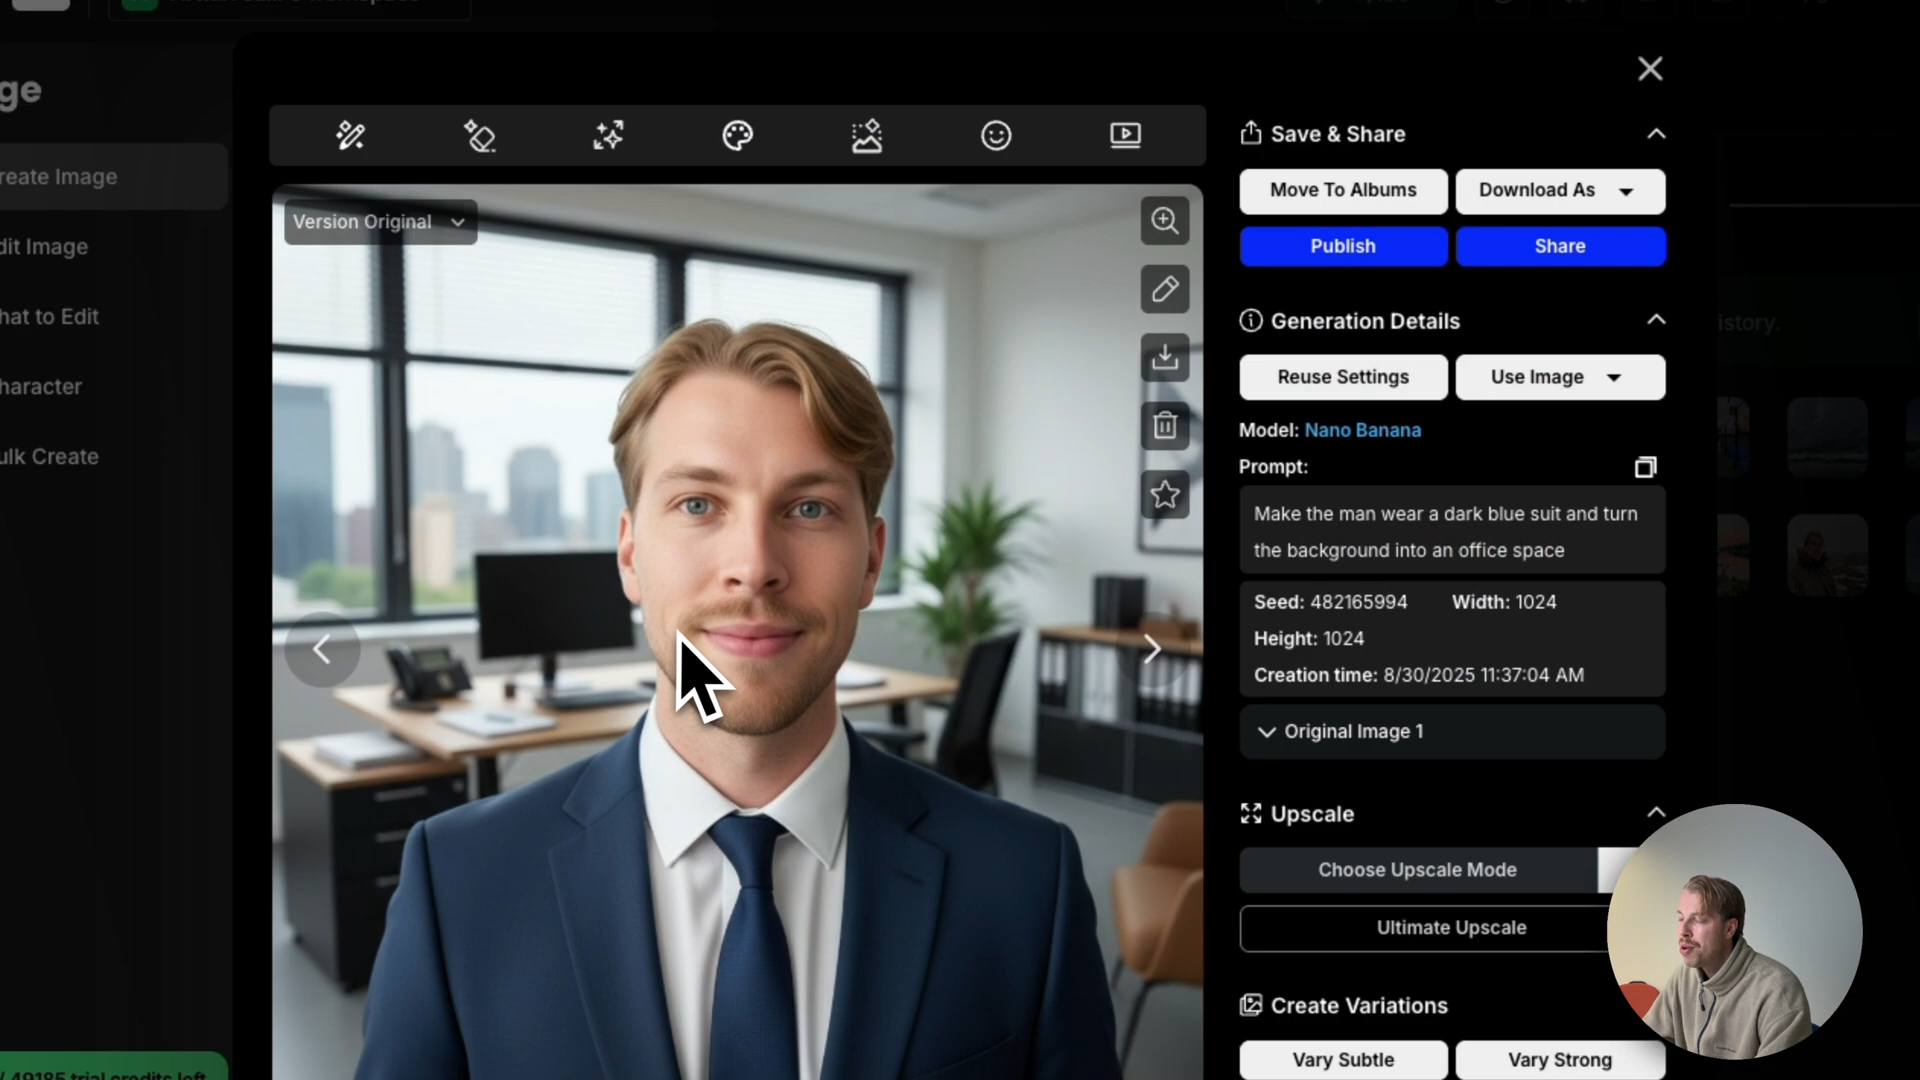 ge
reate Image
dit Image
hat to Edit
haracter
ulk Create
49185 trial credits left
Version Original
Save & Share
Move To Albums
Download As
Publish
Share
Generation Details
Reuse Settings
Use Image
Model: Nano Banana
Prompt:
Make the man wear a dark blue suit and turn
the background into an office space
Seed: 482165994 Width: 1024
Height: 1024
Creation time: 8/30/2025 11:37:04 AM
Original Image 1
Upscale
Choose Upscale Mode
Ultimate Upscale
Create Variations
Vary Subtle
Vary Strong
istory.